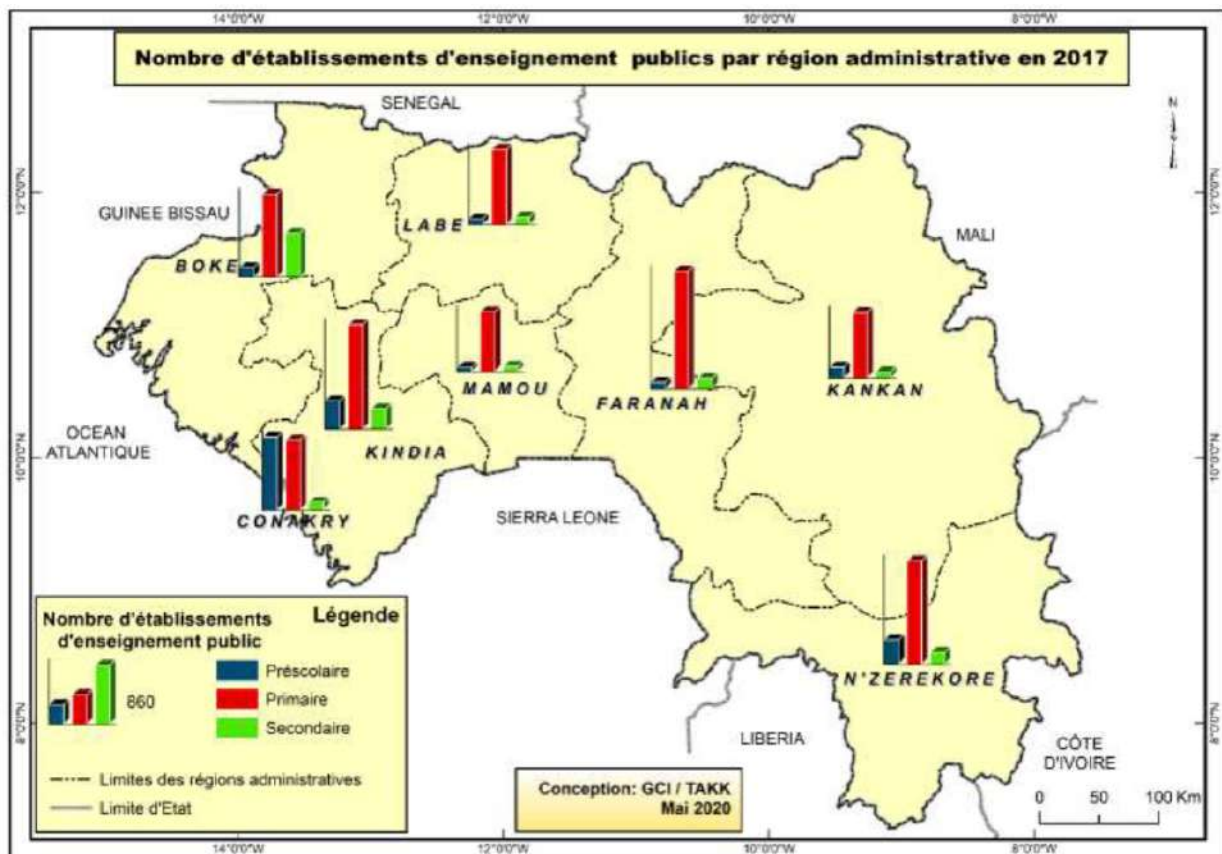 14°0'0"W 12°0'0"W 10°0'0"W 8°0'0"W
Nombre d'établissements d'enseignement publics par région administrative en 2017
SENEGAL
N
12°0'0"N 12°0'0"N
GUINEE BISSAU
LABE
MALI
BOKE
MAMOU
FARANAH
KANKAN
OCEAN
ATLANTIQUE
KINDIA
10°0'0"N 10°0'0"N
CONAKRY
SIERRA LEONE
N'ZEREKORE
Légende
Nombre d'établissements
d'enseignement public
860
Préscolaire
Primaire
Secondaire
Limites des régions administratives
Limite d'Etat
8°0'0"N 8°0'0"N
LIBERIA
CÔTE
D'IVOIRE
Conception: GCI / TAKK
Mai 2020
0 50 100 Km
14°0'0"W 12°0'0"W 10°0'0"W 8°0'0"W